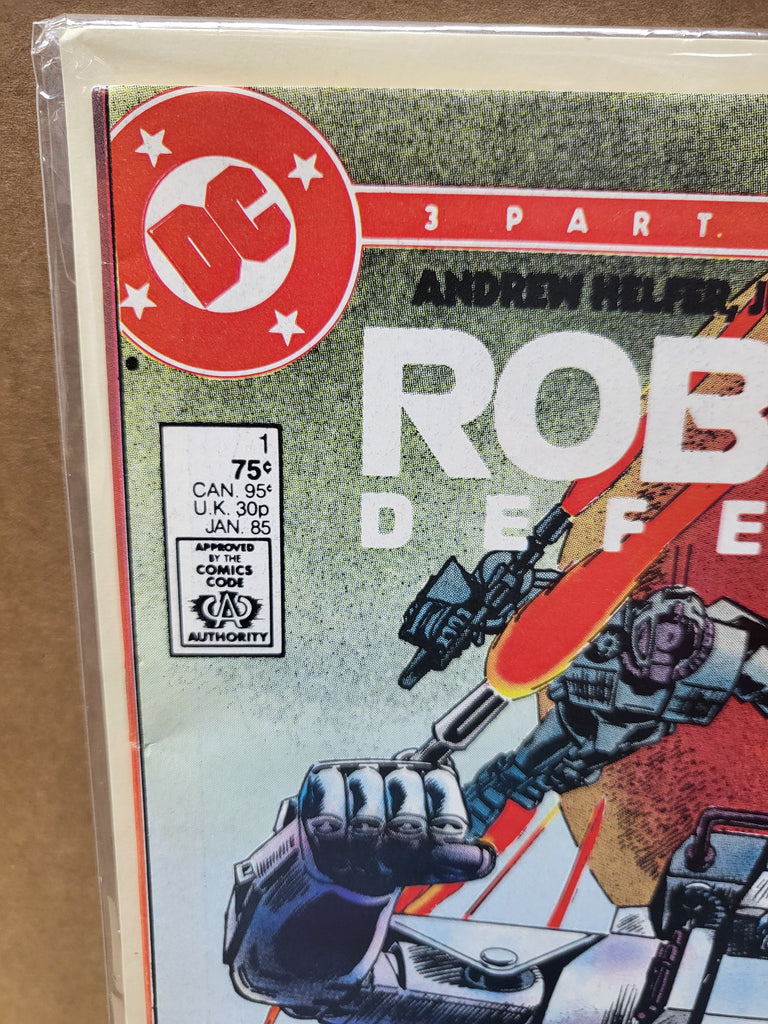 DC
3 PART
ANDREW HELFER, J
ROB
DEFE
1
75¢
CAN. 95¢
U.K. 30p
JAN. 85
APPROVED
BY THE
COMICS
CODE
CA
AUTHORITY